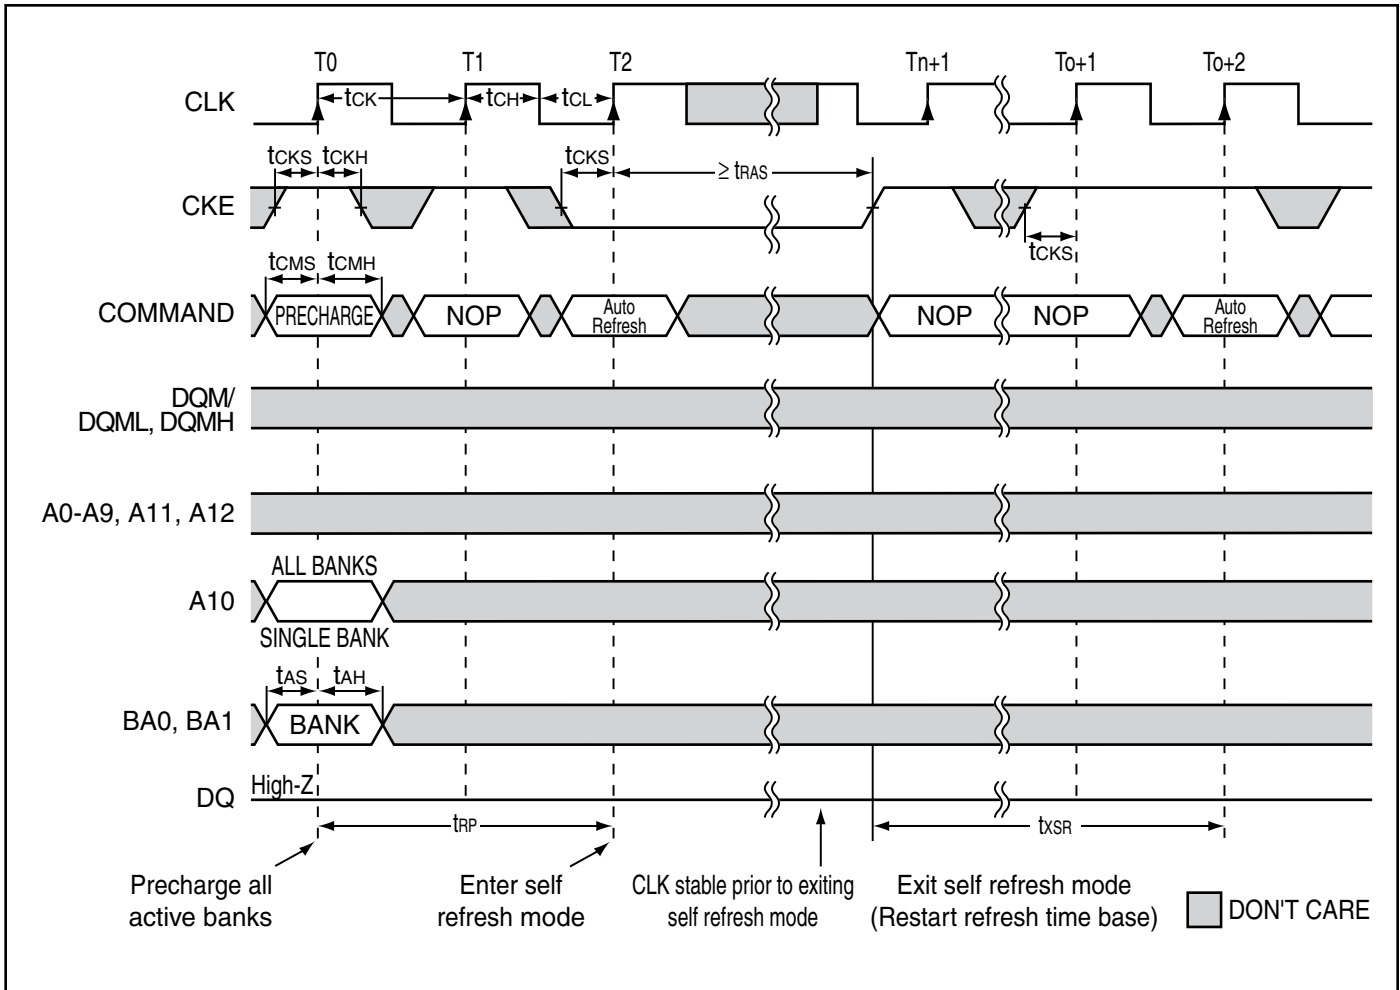 T0 T1 T2 Tn+1 To+1 To+2
CLK
tCK tCH tCL
tCKS tCKH tCKS ≥ tRAS
CKE
tCKS
tCMS tCMH
COMMAND PRECHARGE NOP Auto Refresh NOP NOP Auto Refresh
DQM/
DQML, DQMH
A0-A9, A11, A12
ALL BANKS
A10
SINGLE BANK
tAS tAH
BA0, BA1 BANK
DQ High-Z
tRP tXSR
Precharge all
active banks
Enter self
refresh mode
CLK stable prior to exiting
self refresh mode
Exit self refresh mode
(Restart refresh time base)
DON'T CARE